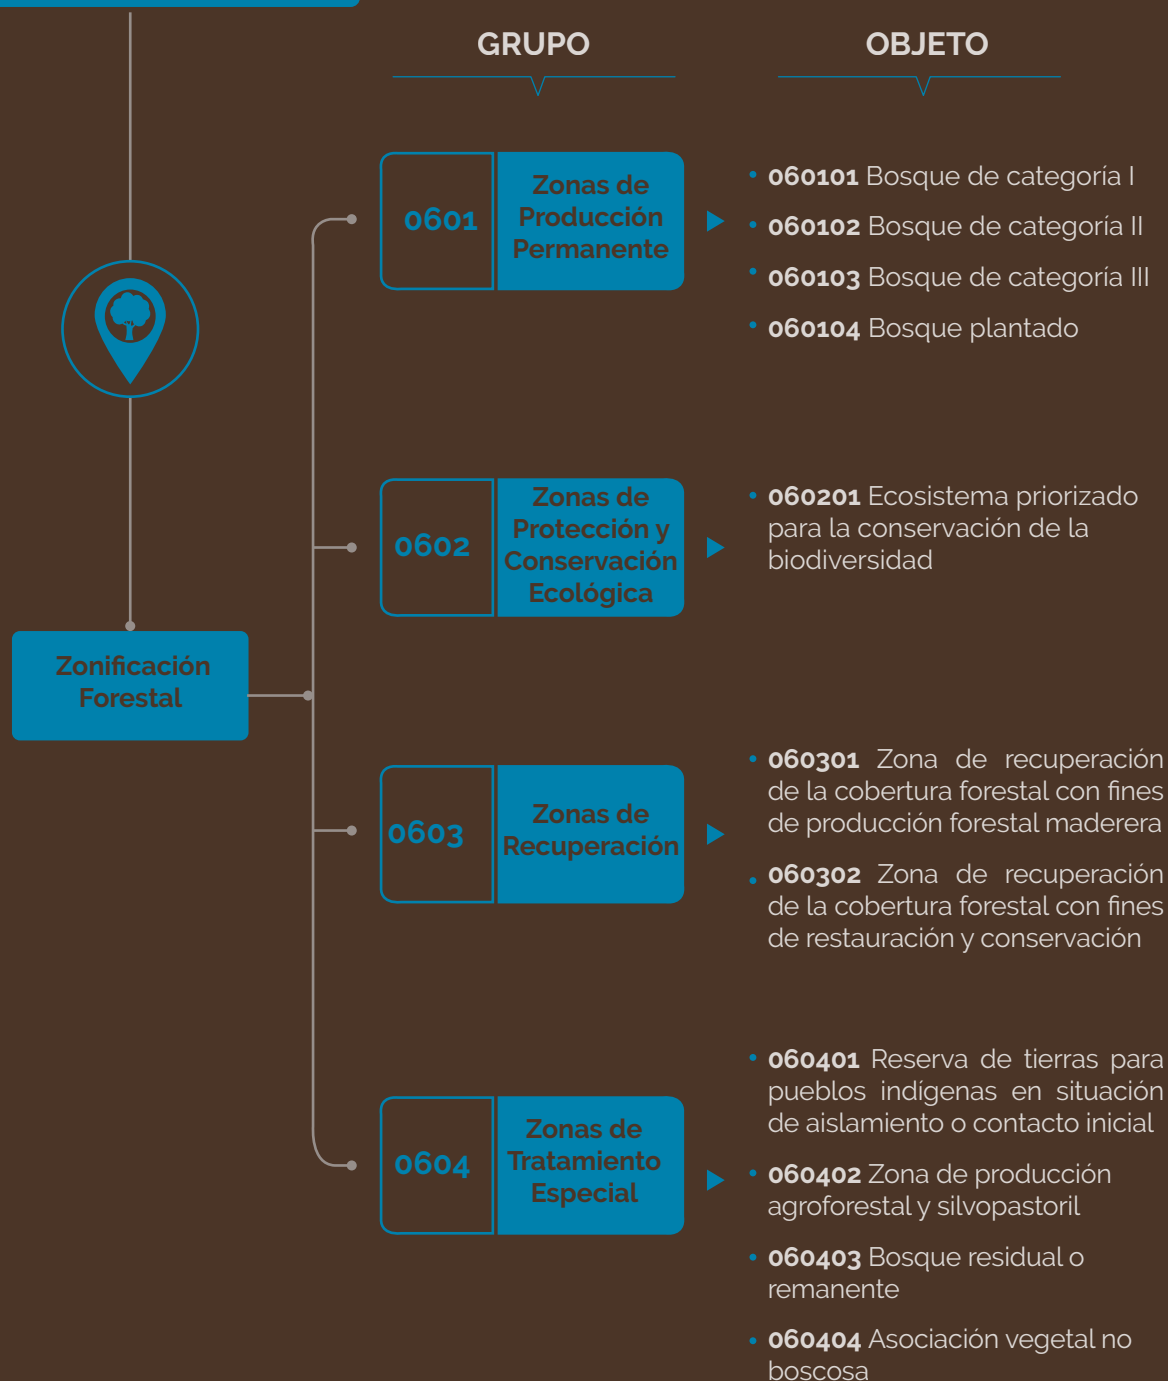 GRUPO
OBJETO
Zonificación
Forestal
0601
Zonas de
Producción
Permanente
• 060101 Bosque de categoría I
• 060102 Bosque de categoría II
• 060103 Bosque de categoría III
• 060104 Bosque plantado
0602
Zonas de
Protección y
Conservación
Ecológica
• 060201 Ecosistema priorizado
para la conservación de la
biodiversidad
0603
Zonas de
Recuperación
• 060301 Zona de recuperación
de la cobertura forestal con fines
de producción forestal maderera
• 060302 Zona de recuperación
de la cobertura forestal con fines
de restauración y conservación
0604
Zonas de
Tratamiento
Especial
• 060401 Reserva de tierras para
pueblos indígenas en situación
de aislamiento o contacto inicial
• 060402 Zona de producción
agroforestal y silvopastoril
• 060403 Bosque residual o
remanente
• 060404 Asociación vegetal no
boscosa